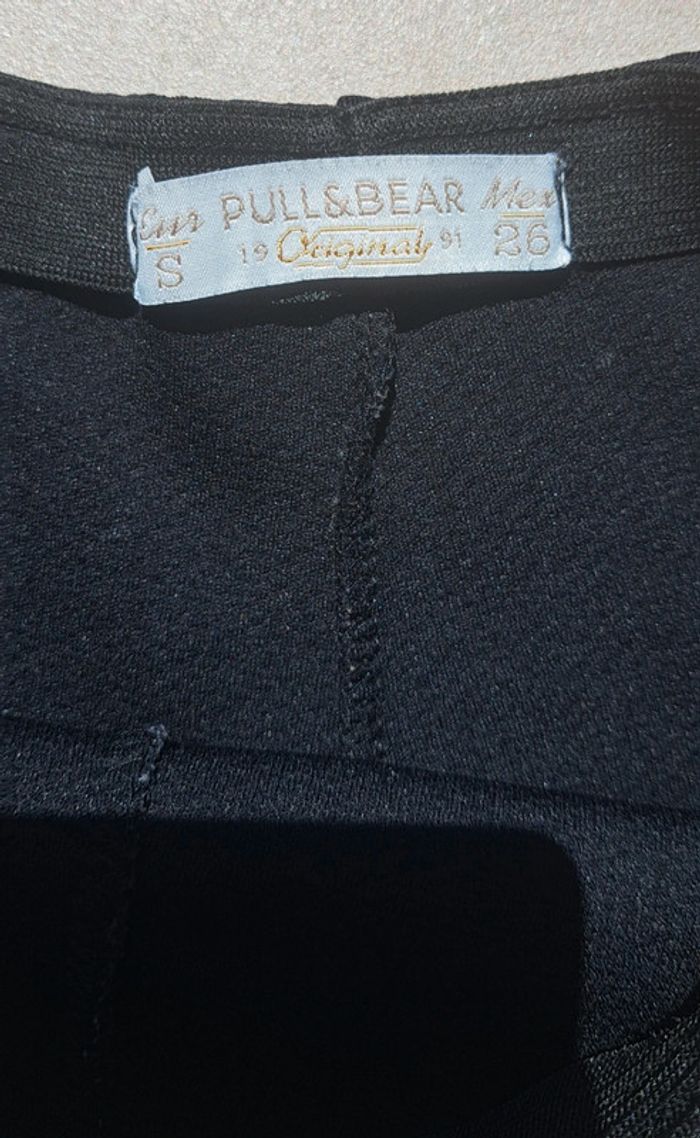 Eur PULL&BEAR Mex
S 19 Original 91 26